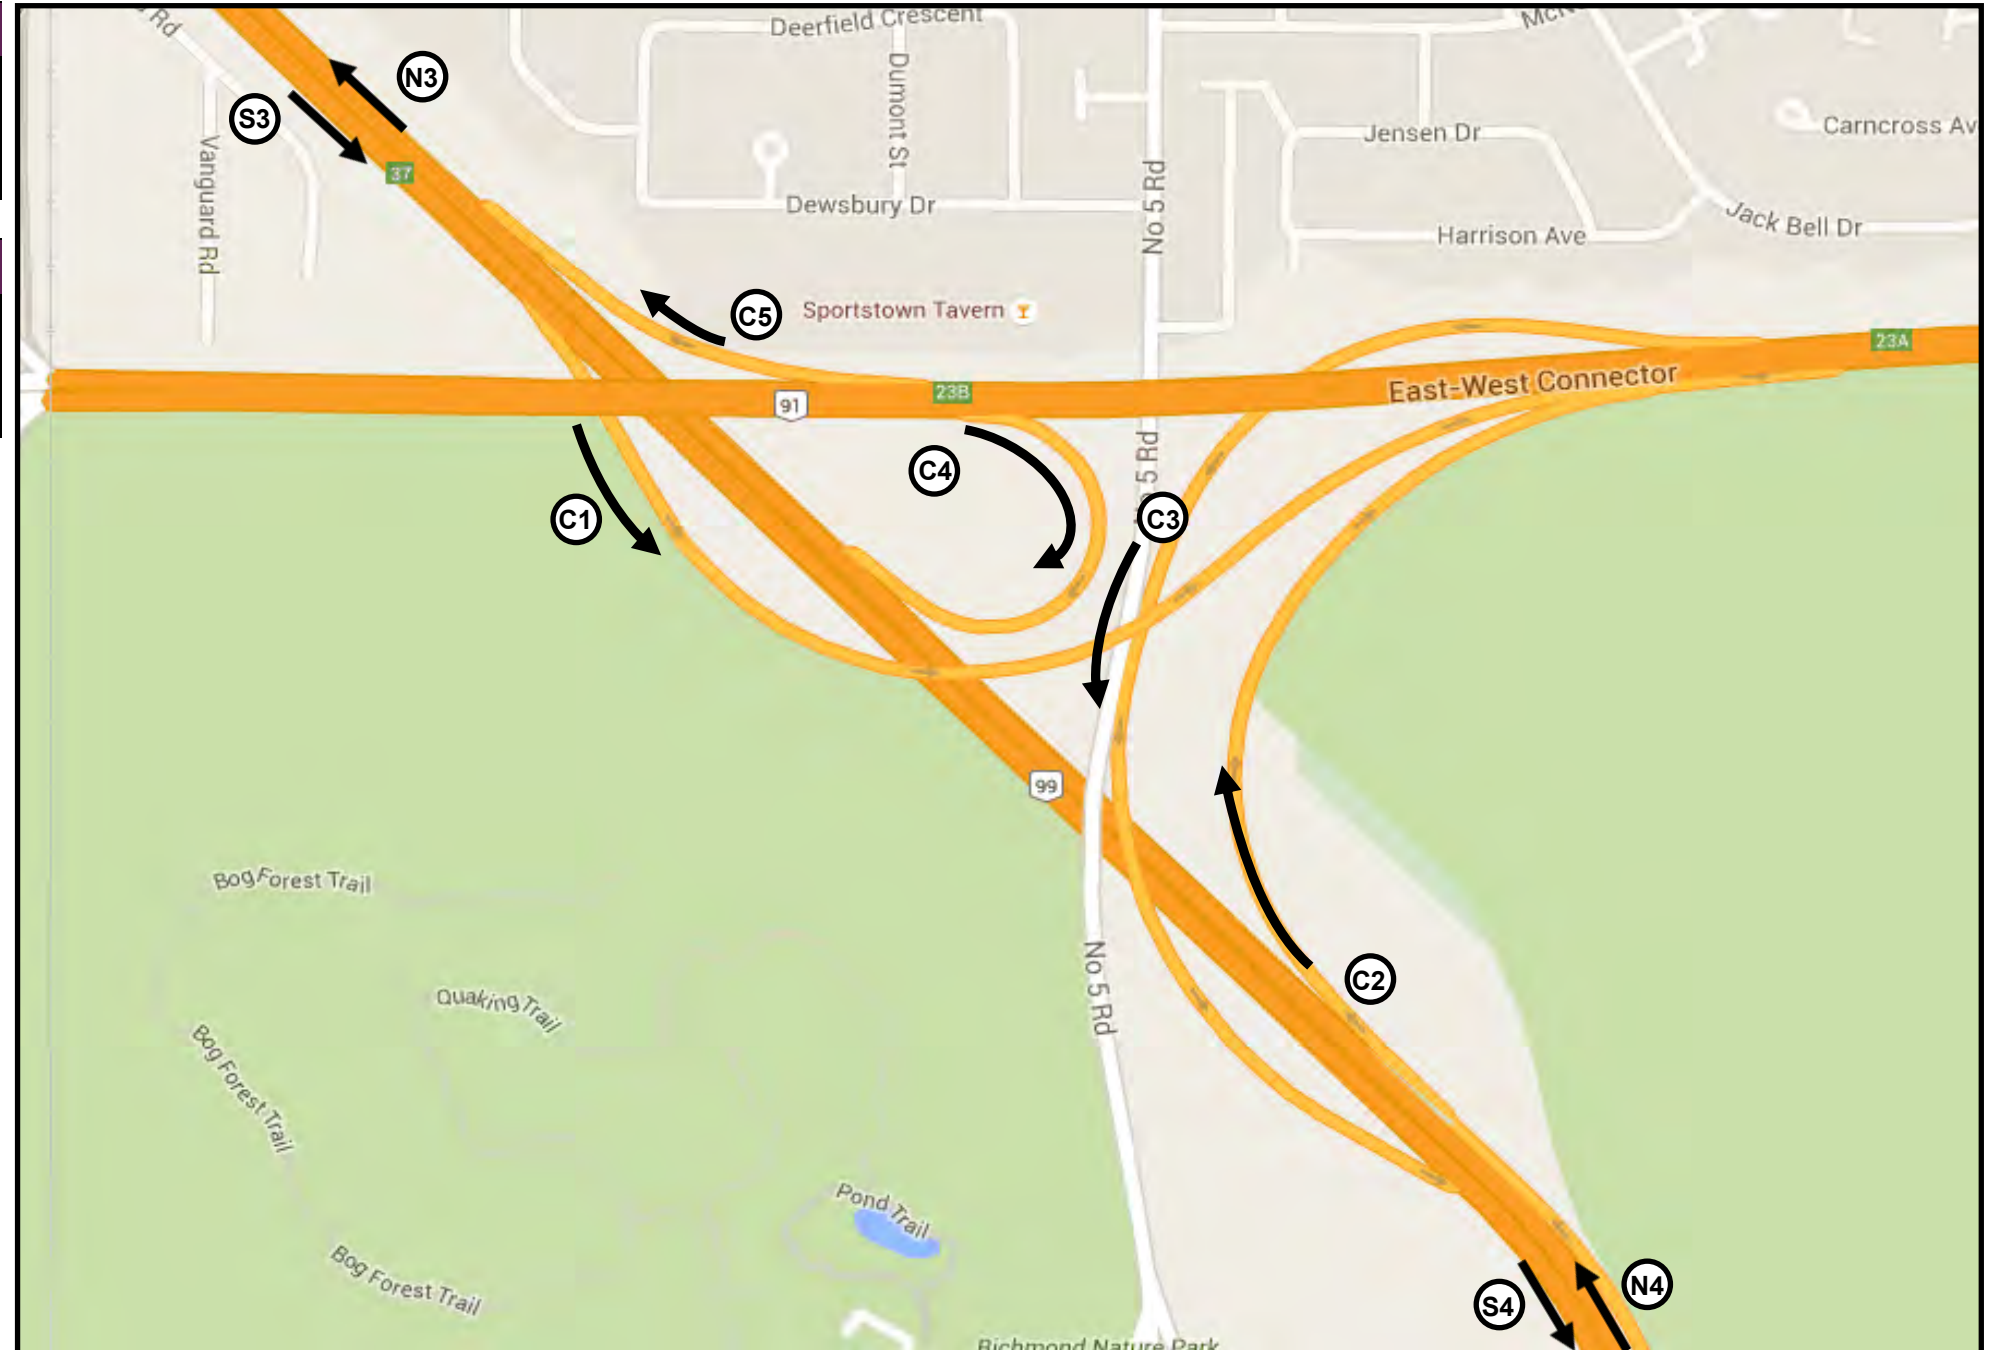 Rd
Deerfield Crescent
N3
S3
37
Vanguard Rd
Dumont St
Dewsbury Dr
No 5 Rd
Jensen Dr
Carncross Av
Harrison Ave
Jack Bell Dr
C5
Sportstown Tavern
23A
23B
91
East-West Connector
C4
5 Rd
C1
C3
99
Bog Forest Trail
C2
No 5 Rd
Quaking Trail
Bog Forest Trail
Pond Trail
Bog Forest Trail
S4
N4
Richmond Nature Park